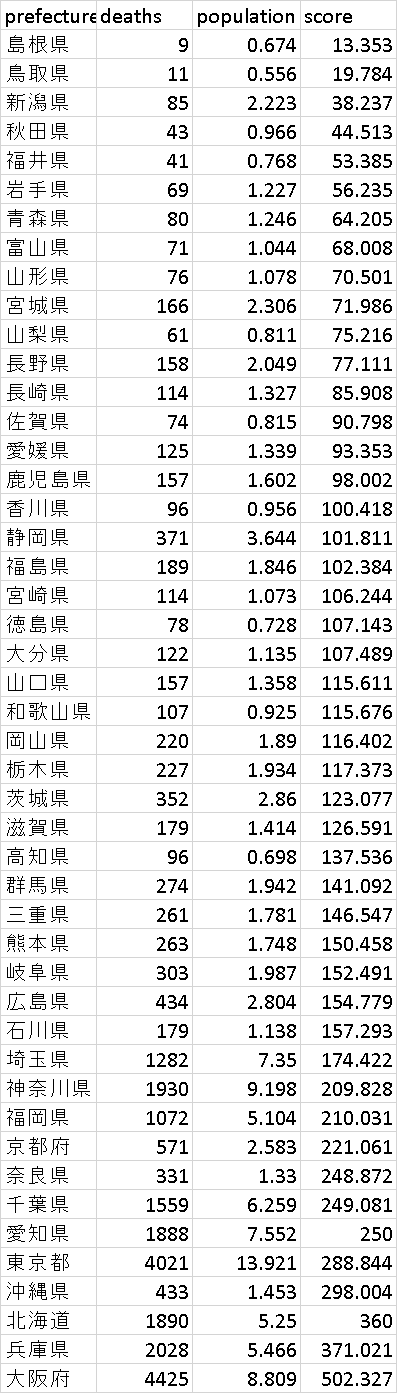 prefecture deaths population score
島根県 9 0.674 13.353
鳥取県 11 0.556 19.784
新潟県 85 2.223 38.237
秋田県 43 0.966 44.513
福井県 41 0.768 53.385
岩手県 69 1.227 56.235
青森県 80 1.246 64.205
富山県 71 1.044 68.008
山形県 76 1.078 70.501
宮城県 166 2.306 71.986
山梨県 61 0.811 75.216
長野県 158 2.049 77.111
長崎県 114 1.327 85.908
佐賀県 74 0.815 90.798
愛媛県 125 1.339 93.353
鹿児島県 157 1.602 98.002
香川県 96 0.956 100.418
静岡県 371 3.644 101.811
福島県 189 1.846 102.384
宮崎県 114 1.073 106.244
徳島県 78 0.728 107.143
大分県 122 1.135 107.489
山口県 157 1.358 115.611
和歌山県 107 0.925 115.676
岡山県 220 1.89 116.402
栃木県 227 1.934 117.373
茨城県 352 2.86 123.077
滋賀県 179 1.414 126.591
高知県 96 0.698 137.536
群馬県 274 1.942 141.092
三重県 261 1.781 146.547
熊本県 263 1.748 150.458
岐阜県 303 1.987 152.491
広島県 434 2.804 154.779
石川県 179 1.138 157.293
埼玉県 1282 7.35 174.422
神奈川県 1930 9.198 209.828
福岡県 1072 5.104 210.031
京都府 571 2.583 221.061
奈良県 331 1.33 248.872
千葉県 1559 6.259 249.081
愛知県 1888 7.552 250
東京都 4021 13.921 288.844
沖縄県 433 1.453 298.004
北海道 1890 5.25 360
兵庫県 2028 5.466 371.021
大阪府 4425 8.809 502.327